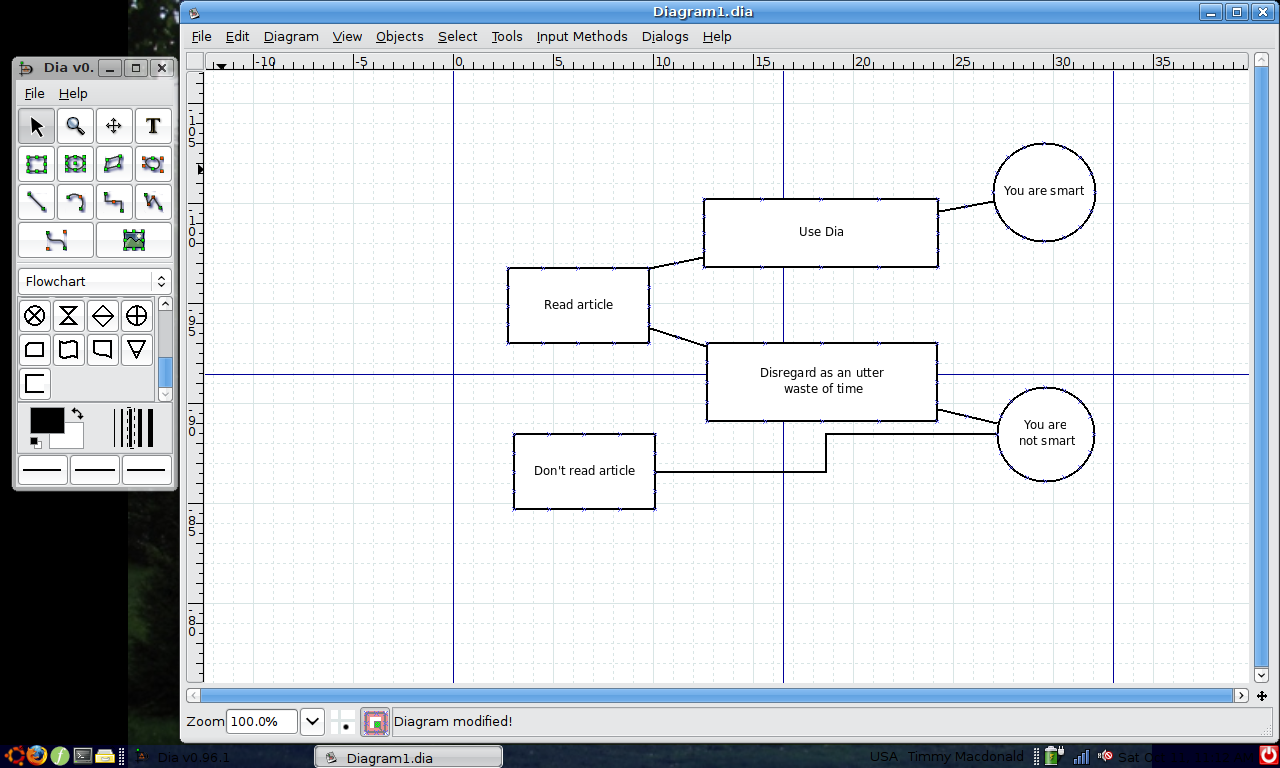 Diagram1.dia
File Edit Diagram View Objects Select Tools Input Methods Dialogs Help
-10 -5 0 5 10 15 20 25 30 35
-105
-100
-95
-90
-85
-80
Dia v0.
File Help
T
Flowchart
You are smart
Use Dia
Read article
Disregard as an utter
waste of time
You are
not smart
Don't read article
Zoom 100.0% Diagram modified!
Dia v0.96.1 Diagram1.dia USA Timmy Macdonald Sat